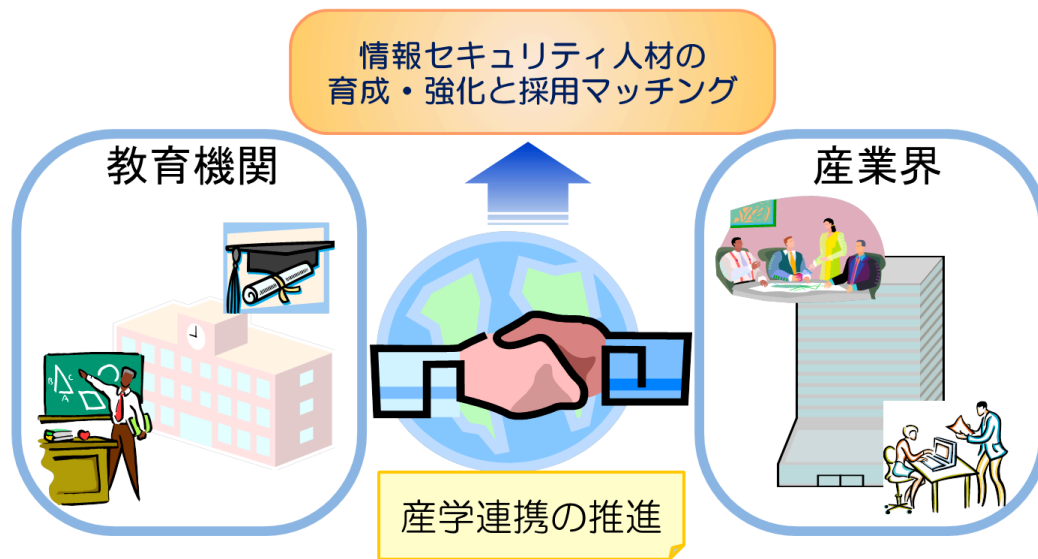 情報セキュリティ人材の
育成・強化と採用マッチング
教育機関
産業界
B
C
A
産学連携の推進